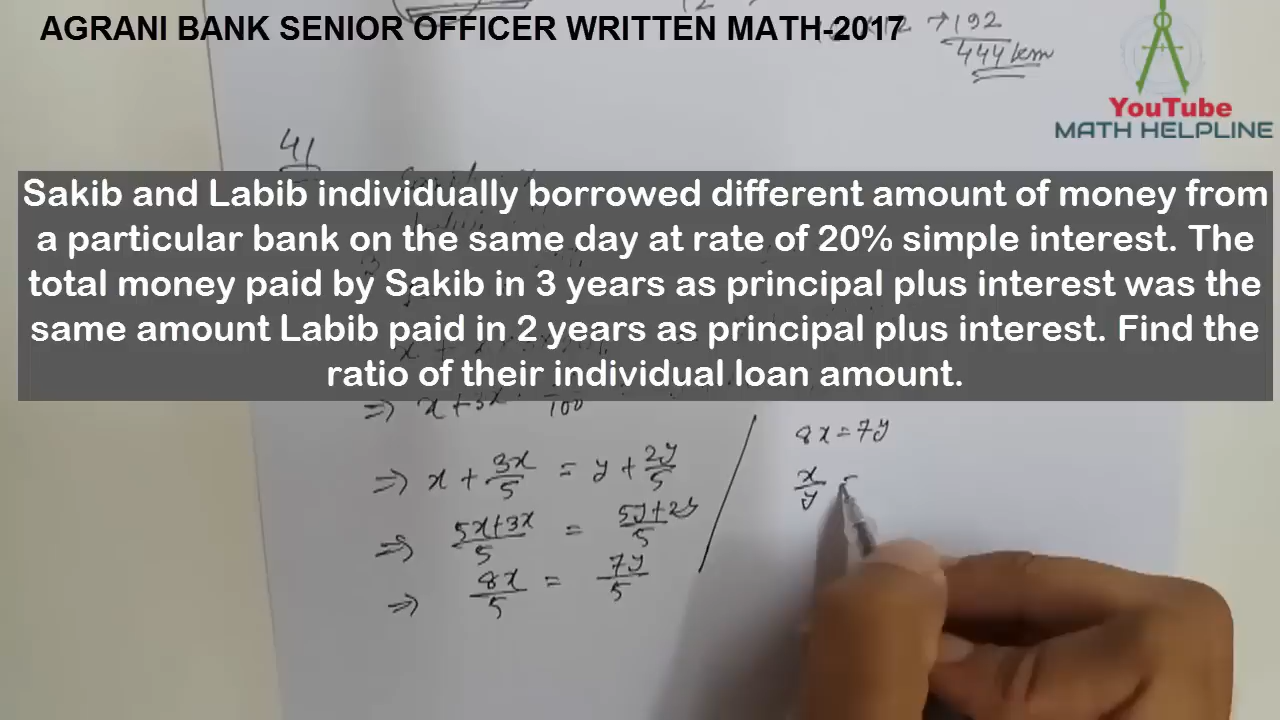 AGRANI BANK SENIOR OFFICER WRITTEN MATH-2017
→192
444 km
YouTube
MATH HELPLINE
41
Sakib and Labib individually borrowed different amount of money from
a particular bank on the same day at rate of 20% simple interest. The
total money paid by Sakib in 3 years as principal plus interest was the
same amount Labib paid in 2 years as principal plus interest. Find the
ratio of their individual loan amount.
⇒ x+3x· /100
⇒ x + 3x/5 = y + 2y/5
⇒ 5x+3x/5 = 5y+2y/5
⇒ 8x/5 = 7y/5
8x = 7y
x/y =